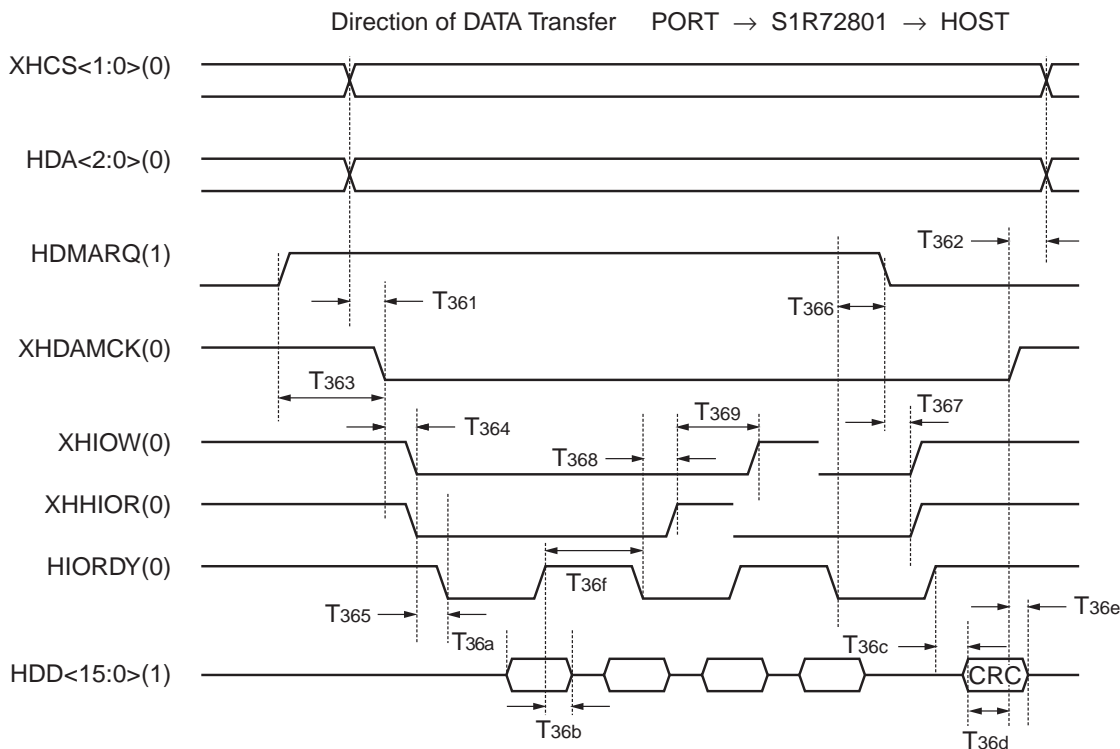 Direction of DATA Transfer PORT → S1R72801 → HOST
XHCS<1:0>(0)
HDA<2:0>(0)
HDMARQ(1)
T362
T361
T366
XHDAMCK(0)
T363
T369
T367
T364
XHIOW(0)
T368
XHHIOR(0)
HIORDY(0)
T36f
T365
T36a
T36e
T36c
HDD<15:0>(1)
CRC
T36b
T36d